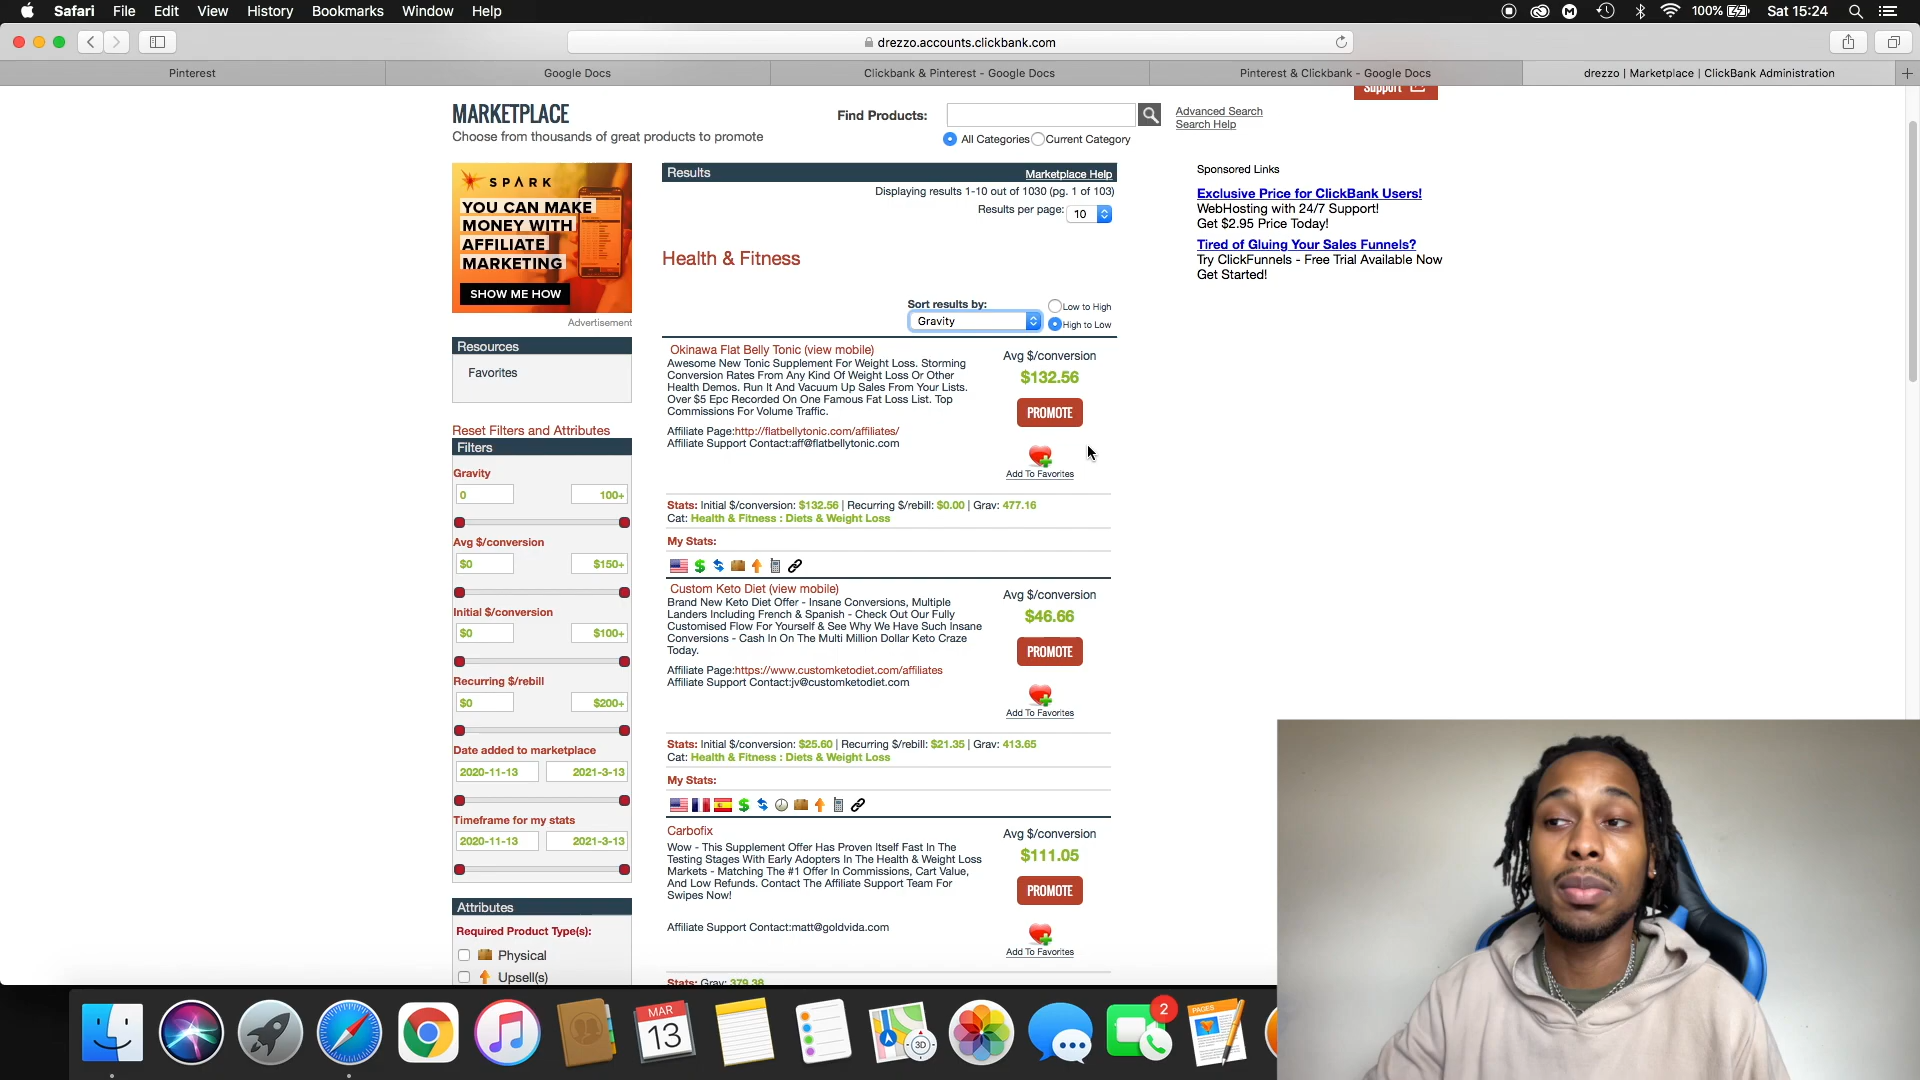 Safari File Edit View History Bookmarks Window Help
100% Sat 15:24
drezzo.accounts.clickbank.com
Pinterest
Google Docs
Clickbank & Pinterest - Google Docs
Pinterest & Clickbank - Google Docs
drezzo | Marketplace | ClickBank Administration
Support
MARKETPLACE
Choose from thousands of great products to promote
Find Products:
All Categories Current Category
Advanced Search
Search Help
SPARK
YOU CAN MAKE
MONEY WITH
AFFILIATE
MARKETING
SHOW ME HOW
Advertisement
Resources
Favorites
Reset Filters and Attributes
Filters
Gravity
0 100+
Avg $/conversion
$0 $150+
Initial $/conversion
$0 $100+
Recurring $/rebill
$0 $200+
Date added to marketplace
2020-11-13 2021-3-13
Timeframe for my stats
2020-11-13 2021-3-13
Attributes
Required Product Type(s):
Physical
Upsell(s)
Results
Marketplace Help
Displaying results 1-10 out of 1030 (pg. 1 of 103)
Results per page: 10
Health & Fitness
Sort results by:
Gravity
Low to High
High to Low
Okinawa Flat Belly Tonic (view mobile)
Awesome New Tonic Supplement For Weight Loss. Storming
Conversion Rates From Any Kind Of Weight Loss Or Other
Health Demos. Run It And Vacuum Up Sales From Your Lists.
Over $5 Epc Recorded On One Famous Fat Loss List. Top
Commissions For Volume Traffic.
Affiliate Page:http://flatbellytonic.com/affiliates/
Affiliate Support Contact:aff@flatbellytonic.com
Avg $/conversion
$132.56
PROMOTE
Add To Favorites
Stats: Initial $/conversion: $132.56 | Recurring $/rebill: $0.00 | Grav: 477.16
Cat: Health & Fitness : Diets & Weight Loss
My Stats:
Custom Keto Diet (view mobile)
Brand New Keto Diet Offer - Insane Conversions, Multiple
Landers Including French & Spanish - Check Out Our Fully
Customised Flow For Yourself & See Why We Have Such Insane
Conversions - Cash In On The Multi Million Dollar Keto Craze
Today.
Affiliate Page:https://www.customketodiet.com/affiliates
Affiliate Support Contact:jv@customketodiet.com
Avg $/conversion
$46.66
PROMOTE
Add To Favorites
Stats: Initial $/conversion: $25.60 | Recurring $/rebill: $21.35 | Grav: 413.65
Cat: Health & Fitness : Diets & Weight Loss
My Stats:
Carbofix
Wow - This Supplement Offer Has Proven Itself Fast In The
Testing Stages With Early Adopters In The Health & Weight Loss
Markets - Matching The #1 Offer In Commissions, Cart Value,
And Low Refunds. Contact The Affiliate Support Team For
Swipes Now!
Affiliate Support Contact:matt@goldvida.com
Avg $/conversion
$111.05
PROMOTE
Add To Favorites
Stats: Grav: 379.38
Sponsored Links
Exclusive Price for ClickBank Users!
WebHosting with 24/7 Support!
Get $2.95 Price Today!
Tired of Gluing Your Sales Funnels?
Try ClickFunnels - Free Trial Available Now
Get Started!
MAR
13
3D
2
PAGES